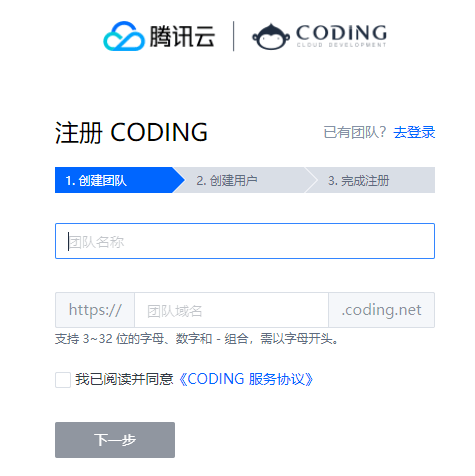 腾讯云 CODING
CLOUD DEVELOPMENT
注册 CODING 已有团队？去登录
1. 创建团队 2. 创建用户 3. 完成注册
团队名称
https:// 团队域名 .coding.net
支持 3~32 位的字母、数字和 - 组合，需以字母开头。
我已阅读并同意《CODING 服务协议》
下一步